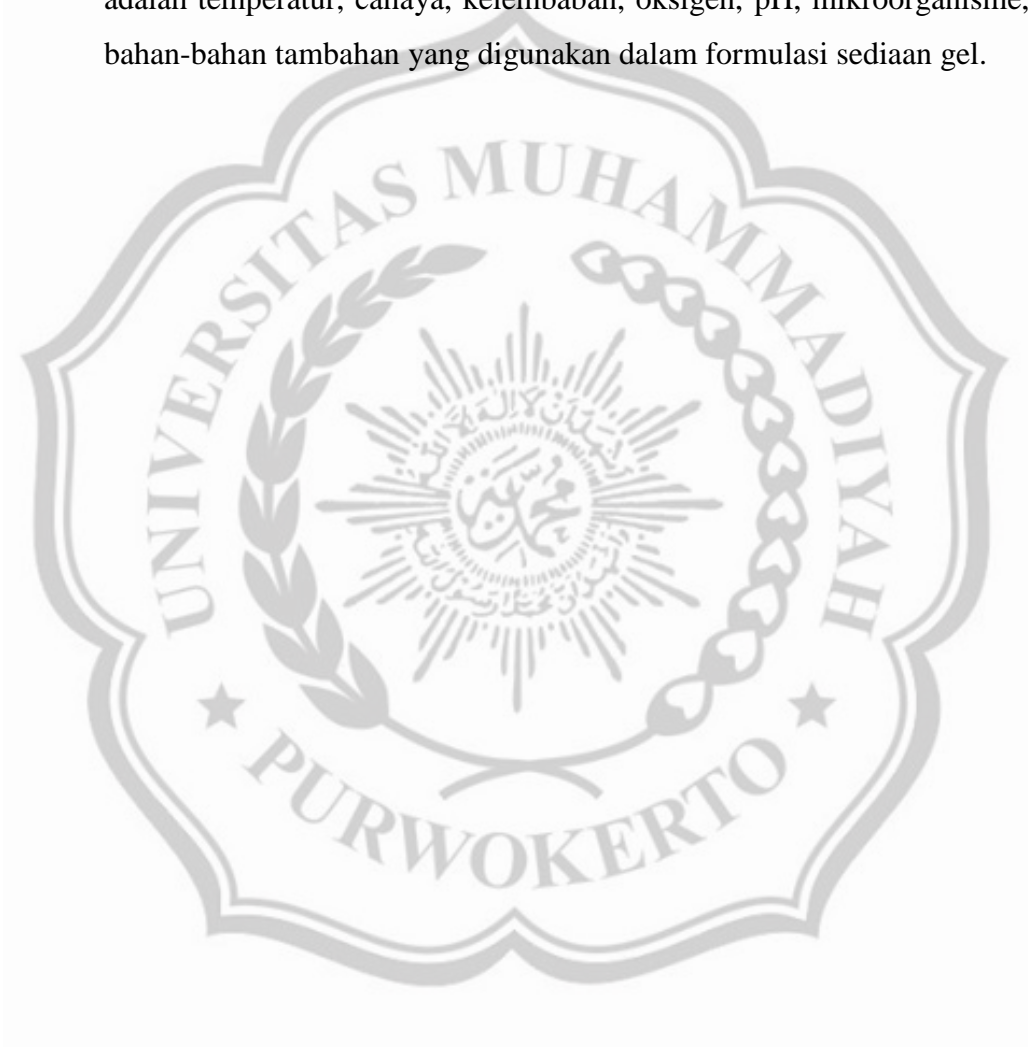 adalah temperatur, cahaya, kelembaban, oksigen, pH, mikroorganisme,
bahan-bahan tambahan yang digunakan dalam formulasi sediaan gel.
UNIVERSITAS MUHAMMADIYAH
محمدية
PURWOKERTO